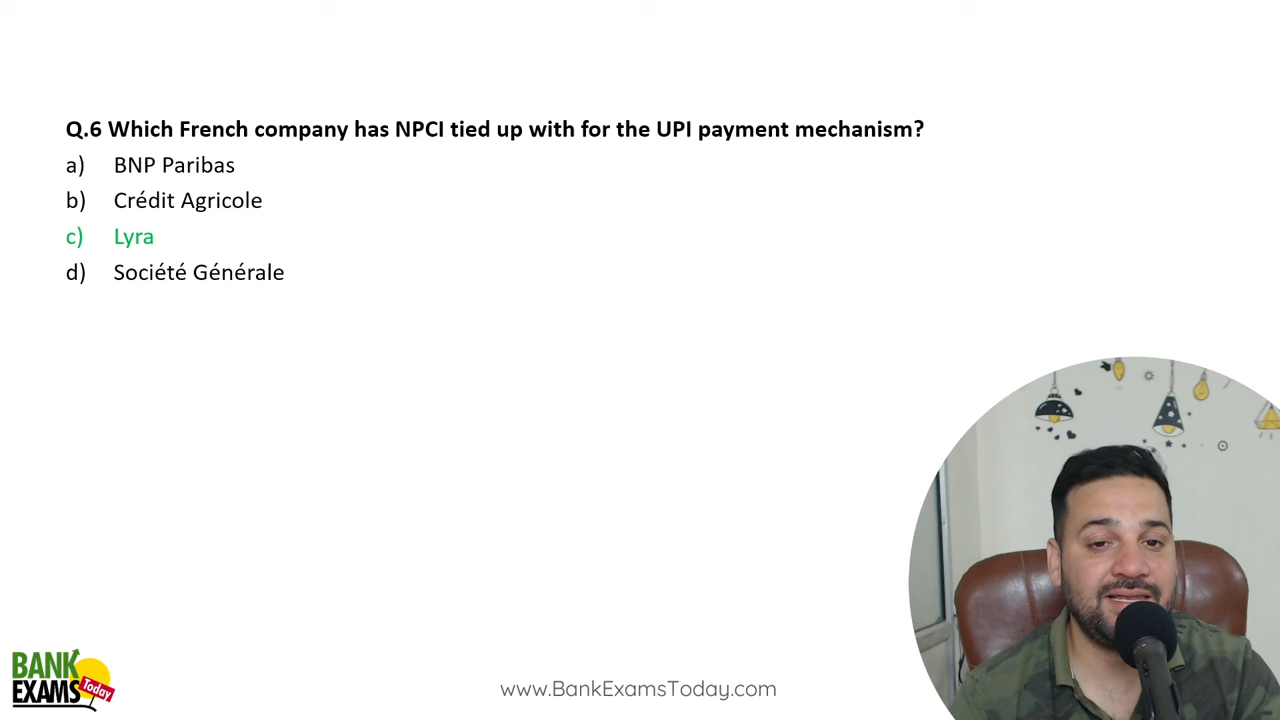 Q.6 Which French company has NPCI tied up with for the UPI payment mechanism?
a) BNP Paribas
b) Crédit Agricole
c) Lyra
d) Société Générale
BANK
EXAMS
Today
www.BankExamsToday.com